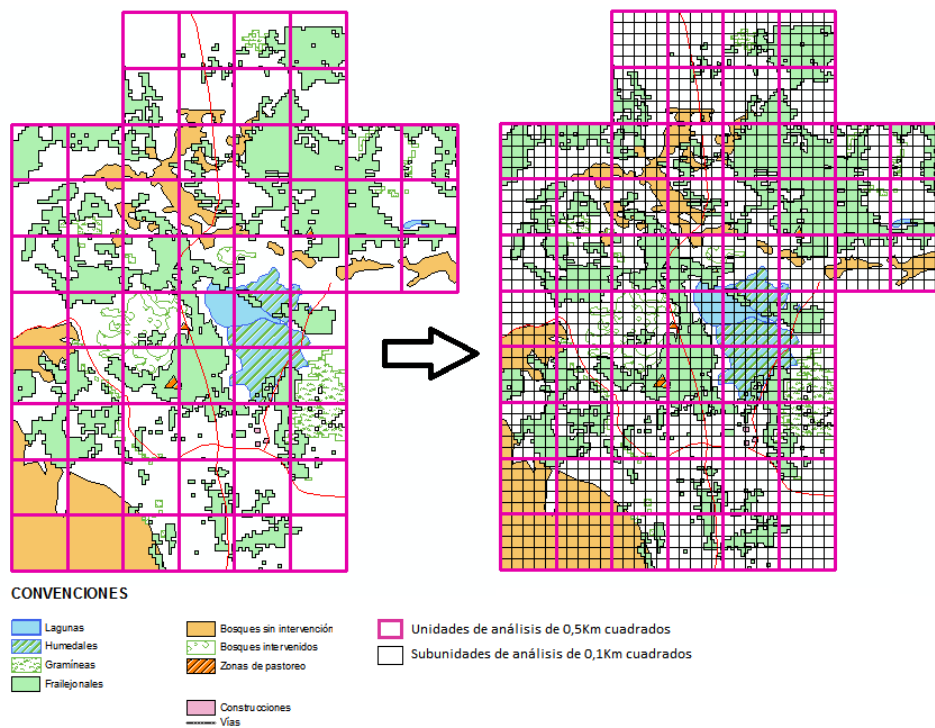 CONVENCIONES
Lagunas
Humedales
Gramíneas
Frailejonales
Bosques sin intervención
Bosques intervenidos
Zonas de pastoreo
Construcciones
Vías
Unidades de análisis de 0,5Km cuadrados
Subunidades de análisis de 0,1Km cuadrados